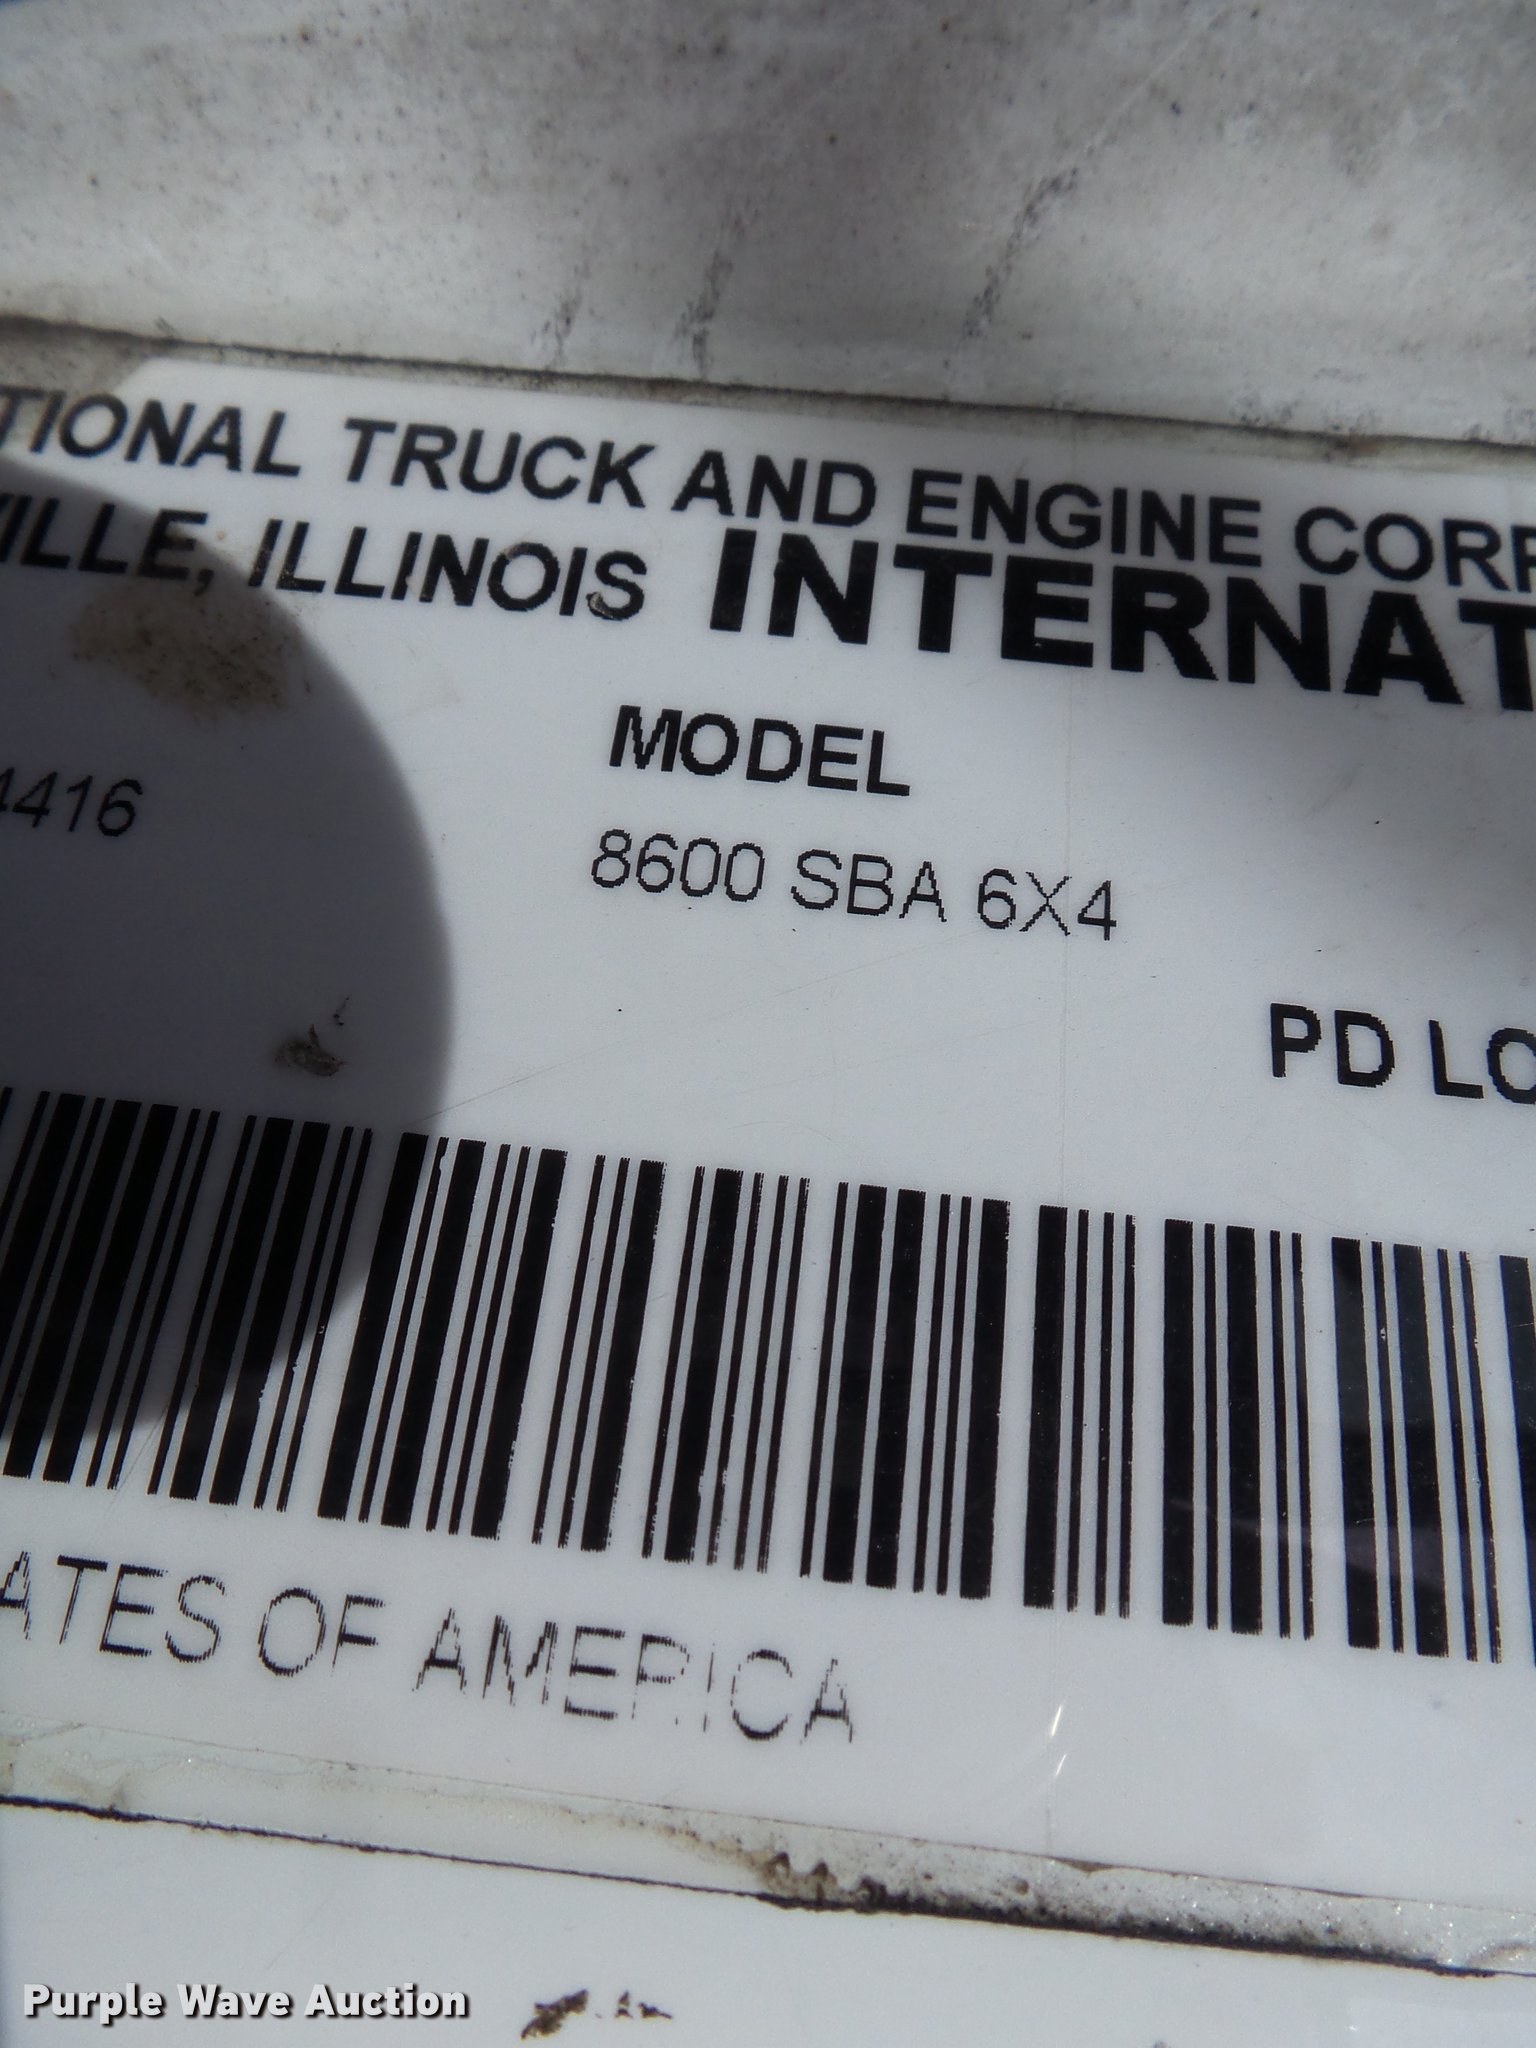 TIONAL TRUCK AND ENGINE CORP
VILLE, ILLINOIS INTERNAT
MODEL
4416
8600 SBA 6X4
PD LO
ATES OF AMERICA
Purple Wave Auction